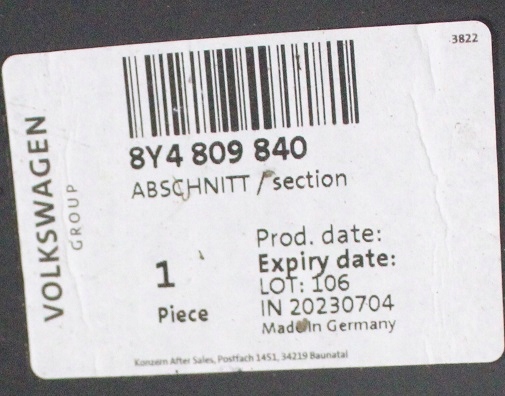 3822
VOLKSWAGEN
GROUP
8Y4 809 840
ABSCHNITT / section
1
Piece
Prod. date:
Expiry date:
LOT: 106
IN 20230704
Made In Germany
Konzern After Sales, Postfach 1451, 34219 Baunatal